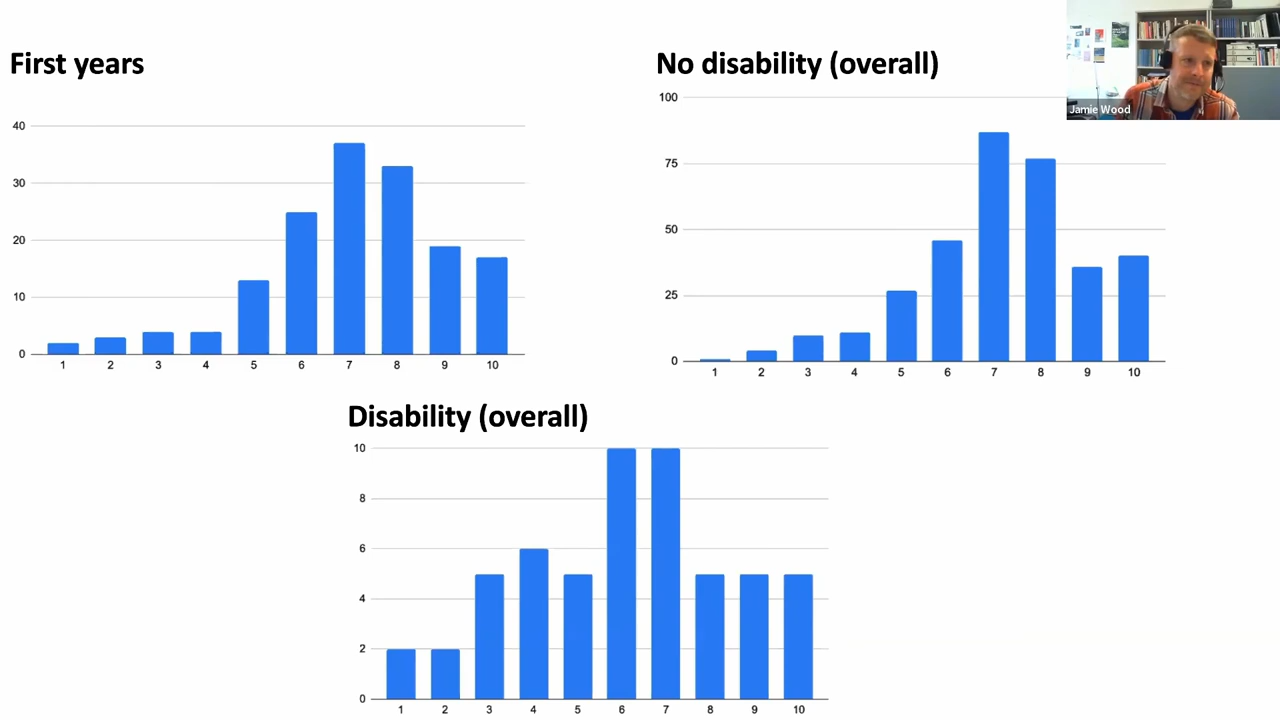 First years
40
30
20
10
0
1 2 3 4 5 6 7 8 9 10
No disability (overall)
100
75
50
25
0
1 2 3 4 5 6 7 8 9 10
Jamie Wood
Disability (overall)
10
8
6
4
2
0
1 2 3 4 5 6 7 8 9 10